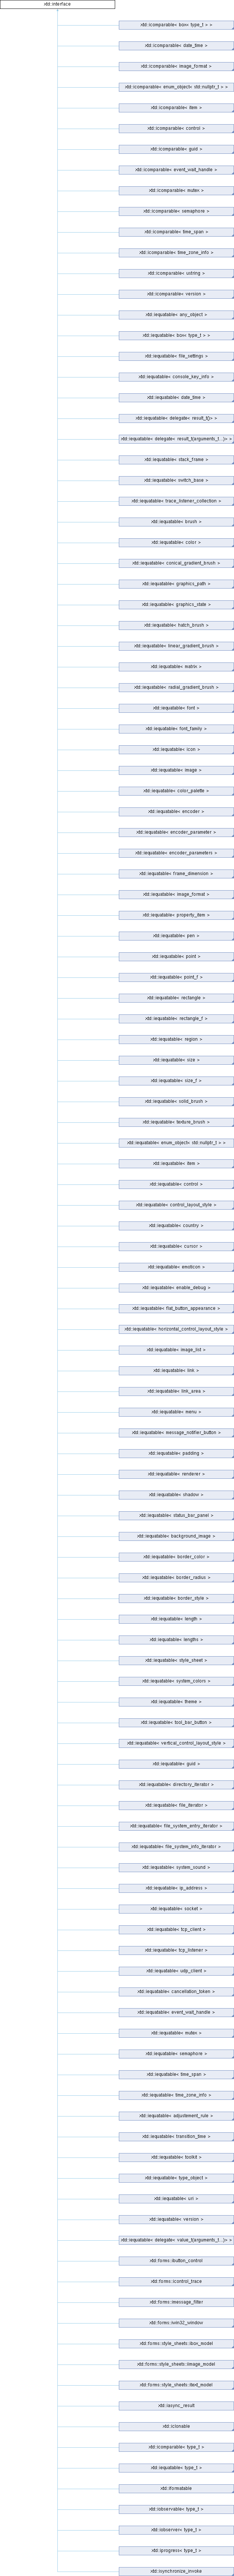 xtd::interface
xtd::icomparable< box< type_t > >
xtd::icomparable< date_time >
xtd::icomparable< image_format >
xtd::icomparable< enum_object< std::nullptr_t > >
xtd::icomparable< item >
xtd::icomparable< control >
xtd::icomparable< guid >
xtd::icomparable< event_wait_handle >
xtd::icomparable< mutex >
xtd::icomparable< semaphore >
xtd::icomparable< time_span >
xtd::icomparable< time_zone_info >
xtd::icomparable< ustring >
xtd::icomparable< version >
xtd::iequatable< any_object >
xtd::iequatable< box< type_t > >
xtd::iequatable< file_settings >
xtd::iequatable< console_key_info >
xtd::iequatable< date_time >
xtd::iequatable< delegate< result_t()> >
xtd::iequatable< delegate< result_t(arguments_t...)> >
xtd::iequatable< stack_frame >
xtd::iequatable< switch_base >
xtd::iequatable< trace_listener_collection >
xtd::iequatable< brush >
xtd::iequatable< color >
xtd::iequatable< conical_gradient_brush >
xtd::iequatable< graphics_path >
xtd::iequatable< graphics_state >
xtd::iequatable< hatch_brush >
xtd::iequatable< linear_gradient_brush >
xtd::iequatable< matrix >
xtd::iequatable< radial_gradient_brush >
xtd::iequatable< font >
xtd::iequatable< font_family >
xtd::iequatable< icon >
xtd::iequatable< image >
xtd::iequatable< color_palette >
xtd::iequatable< encoder >
xtd::iequatable< encoder_parameter >
xtd::iequatable< encoder_parameters >
xtd::iequatable< frame_dimension >
xtd::iequatable< image_format >
xtd::iequatable< property_item >
xtd::iequatable< pen >
xtd::iequatable< point >
xtd::iequatable< point_f >
xtd::iequatable< rectangle >
xtd::iequatable< rectangle_f >
xtd::iequatable< region >
xtd::iequatable< size >
xtd::iequatable< size_f >
xtd::iequatable< solid_brush >
xtd::iequatable< texture_brush >
xtd::iequatable< enum_object< std::nullptr_t > >
xtd::iequatable< item >
xtd::iequatable< control >
xtd::iequatable< control_layout_style >
xtd::iequatable< country >
xtd::iequatable< cursor >
xtd::iequatable< emoticon >
xtd::iequatable< enable_debug >
xtd::iequatable< flat_button_appearance >
xtd::iequatable< horizontal_control_layout_style >
xtd::iequatable< image_list >
xtd::iequatable< link >
xtd::iequatable< link_area >
xtd::iequatable< menu >
xtd::iequatable< message_notifier_button >
xtd::iequatable< padding >
xtd::iequatable< renderer >
xtd::iequatable< shadow >
xtd::iequatable< status_bar_panel >
xtd::iequatable< background_image >
xtd::iequatable< border_color >
xtd::iequatable< border_radius >
xtd::iequatable< border_style >
xtd::iequatable< length >
xtd::iequatable< lengths >
xtd::iequatable< style_sheet >
xtd::iequatable< system_colors >
xtd::iequatable< theme >
xtd::iequatable< tool_bar_button >
xtd::iequatable< vertical_control_layout_style >
xtd::iequatable< guid >
xtd::iequatable< directory_iterator >
xtd::iequatable< file_iterator >
xtd::iequatable< file_system_entry_iterator >
xtd::iequatable< file_system_info_iterator >
xtd::iequatable< system_sound >
xtd::iequatable< ip_address >
xtd::iequatable< socket >
xtd::iequatable< tcp_client >
xtd::iequatable< tcp_listener >
xtd::iequatable< udp_client >
xtd::iequatable< cancellation_token >
xtd::iequatable< event_wait_handle >
xtd::iequatable< mutex >
xtd::iequatable< semaphore >
xtd::iequatable< time_span >
xtd::iequatable< time_zone_info >
xtd::iequatable< adjustement_rule >
xtd::iequatable< transition_time >
xtd::iequatable< toolkit >
xtd::iequatable< type_object >
xtd::iequatable< uri >
xtd::iequatable< version >
xtd::iequatable< delegate< value_t(arguments_t...)> >
xtd::forms::ibutton_control
xtd::forms::icontrol_trace
xtd::forms::imessage_filter
xtd::forms::iwin32_window
xtd::forms::style_sheets::ibox_model
xtd::forms::style_sheets::iimage_model
xtd::forms::style_sheets::itext_model
xtd::iasync_result
xtd::iclonable
xtd::icomparable< type_t >
xtd::iequatable< type_t >
xtd::iformatable
xtd::iobservable< type_t >
xtd::iobserver< type_t >
xtd::iprogress< type_t >
xtd::isynchronize_invoke